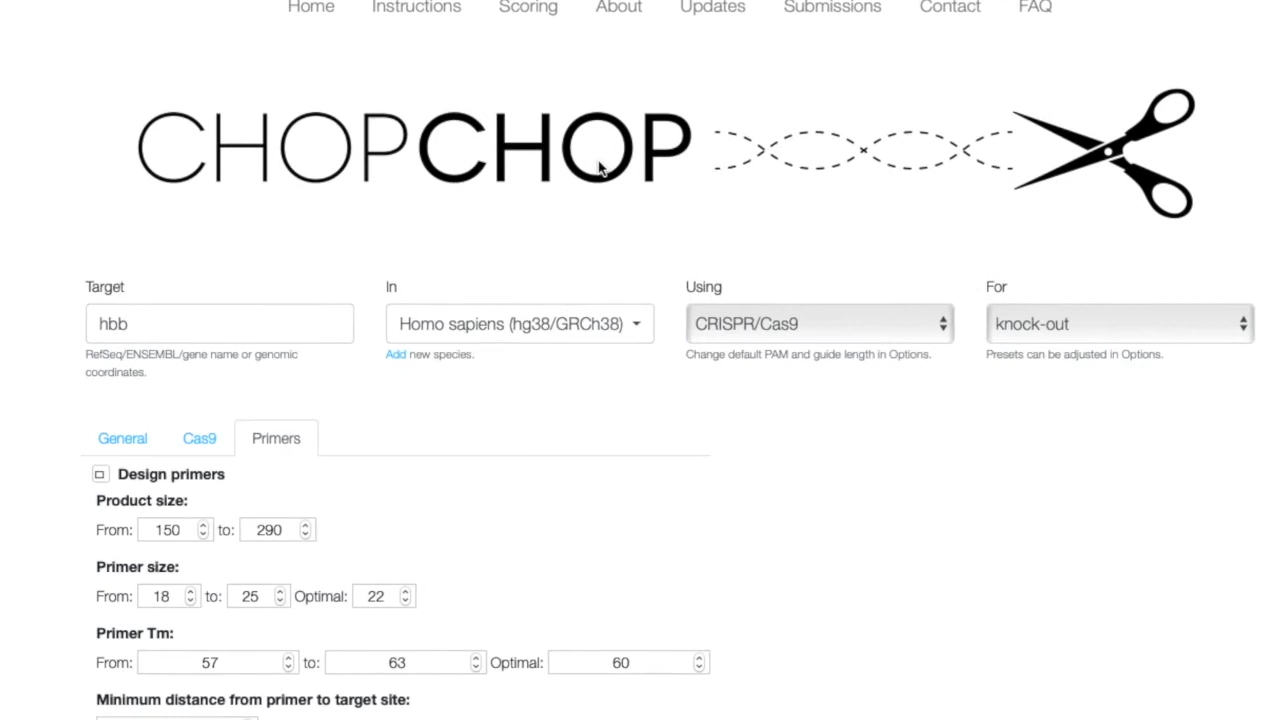 Home Instructions Scoring About Updates Submissions Contact FAQ
CHOPCHOP
Target In Using For
hbb Homo sapiens (hg38/GRCh38) CRISPR/Cas9 knock-out
RefSeq/ENSEMBL/gene name or genomic Add new species. Change default PAM and guide length in Options. Presets can be adjusted in Options.
coordinates.
General Cas9 Primers
Design primers
Product size:
From: 150 to: 290
Primer size:
From: 18 to: 25 Optimal: 22
Primer Tm:
From: 57 to: 63 Optimal: 60
Minimum distance from primer to target site: